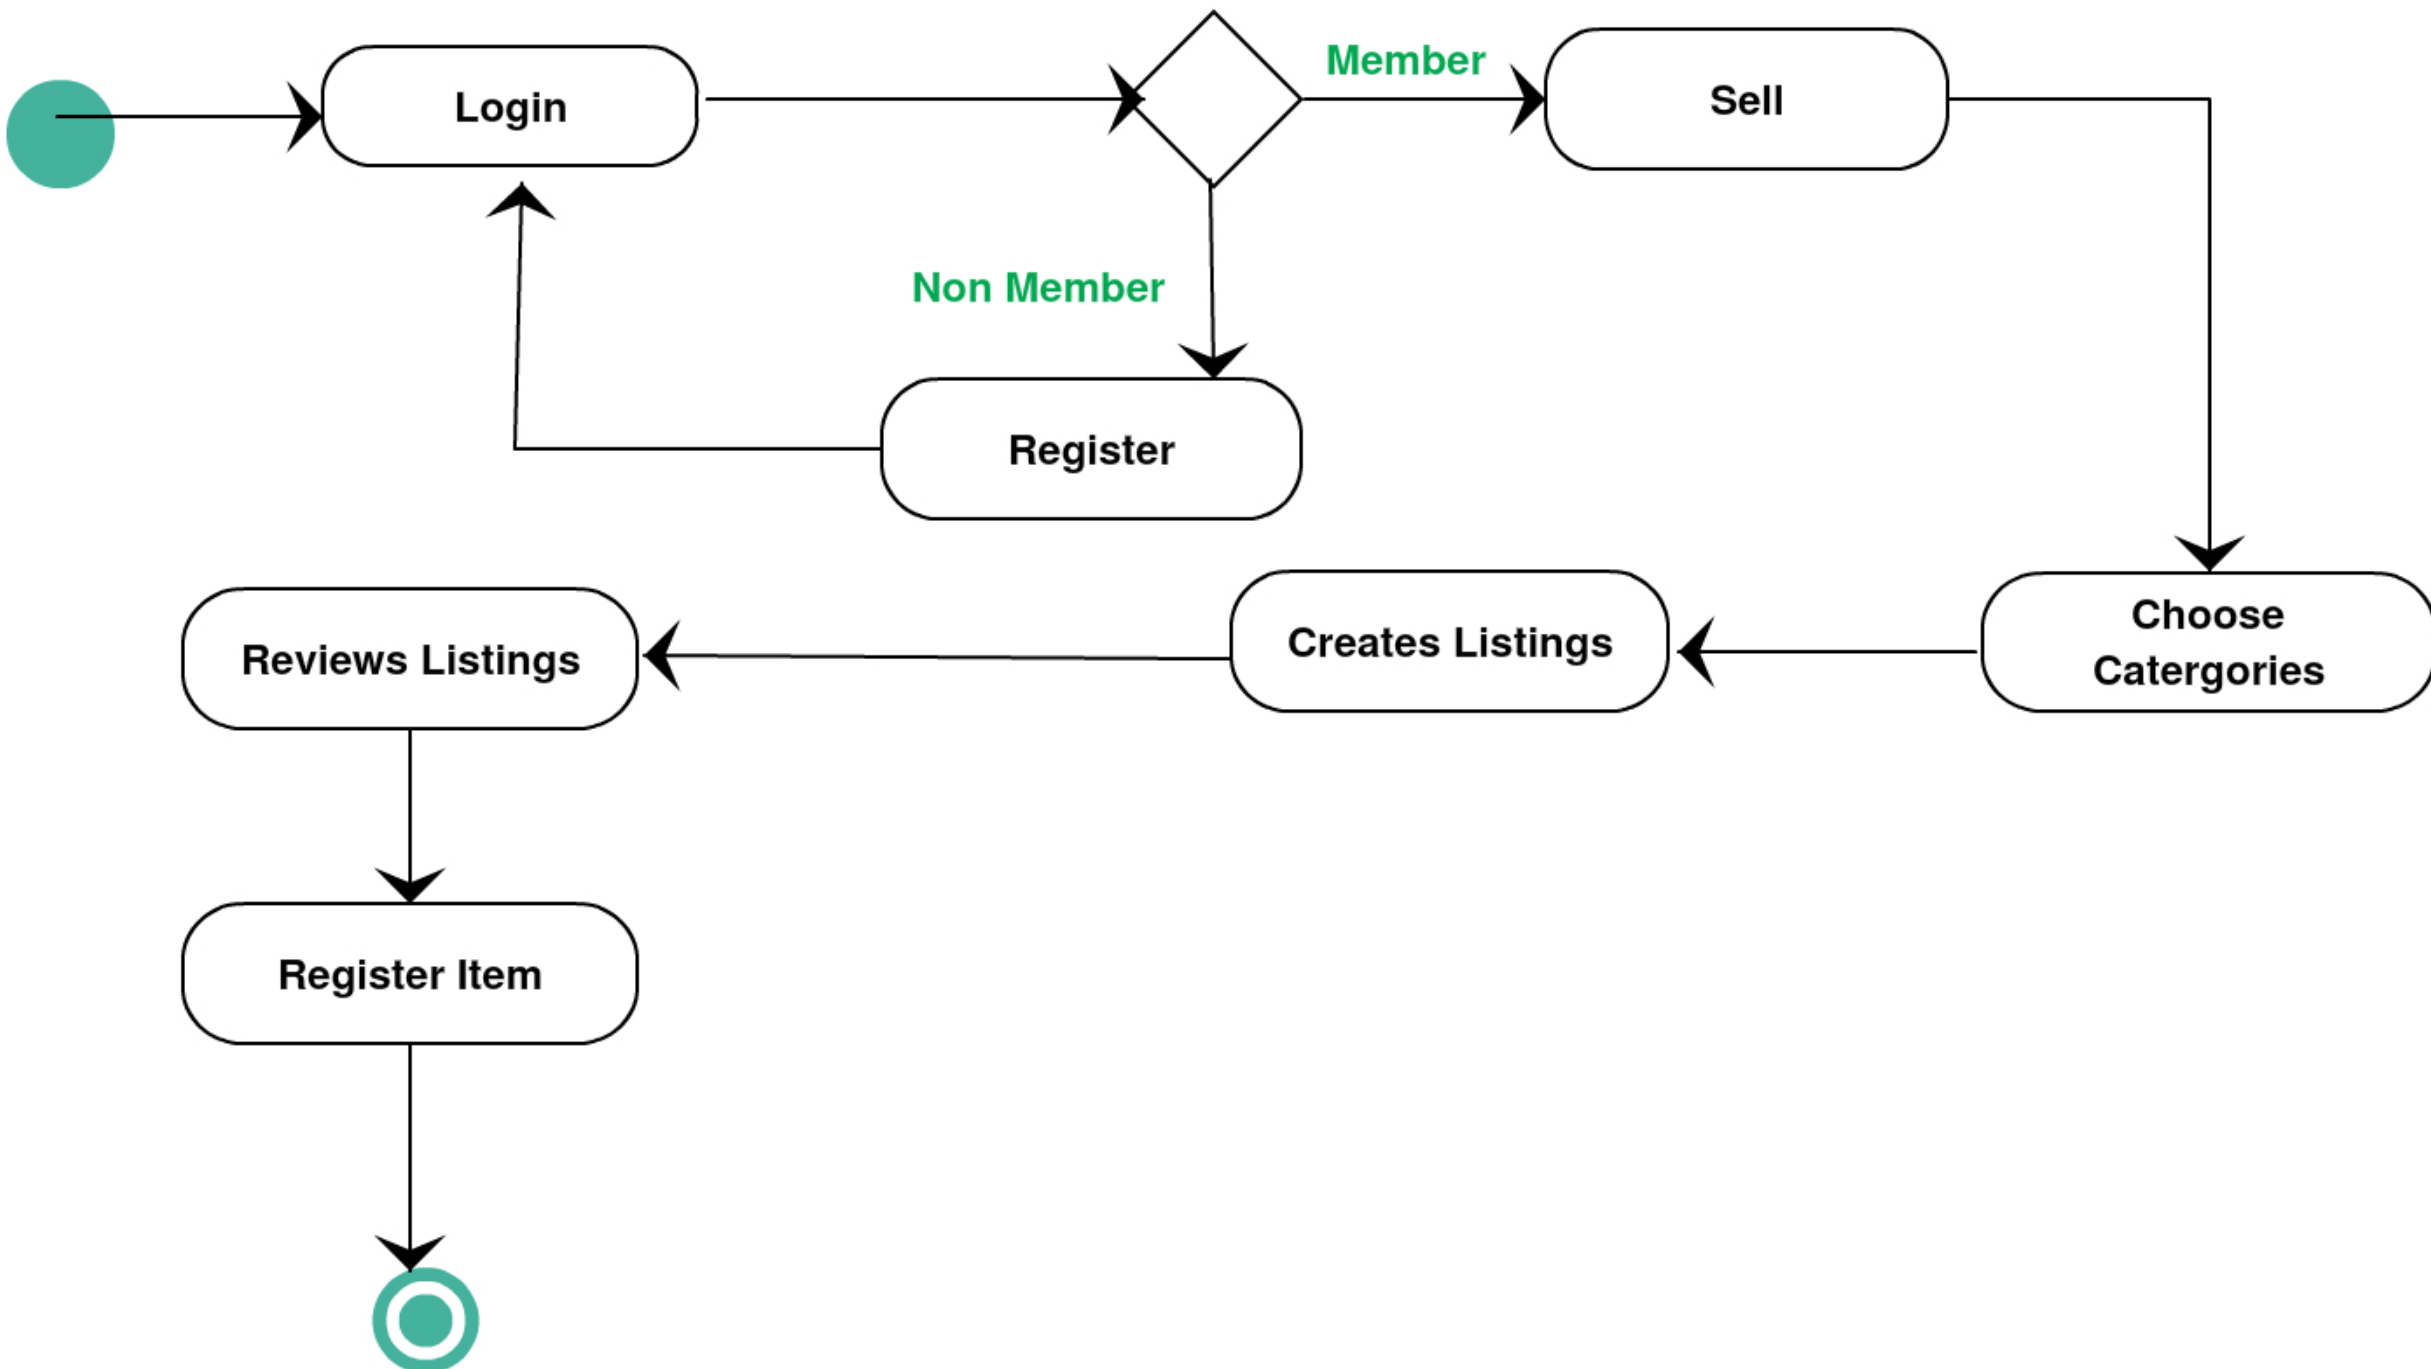 Login
Member
Sell
Non Member
Register
Choose
Catergories
Creates Listings
Reviews Listings
Register Item